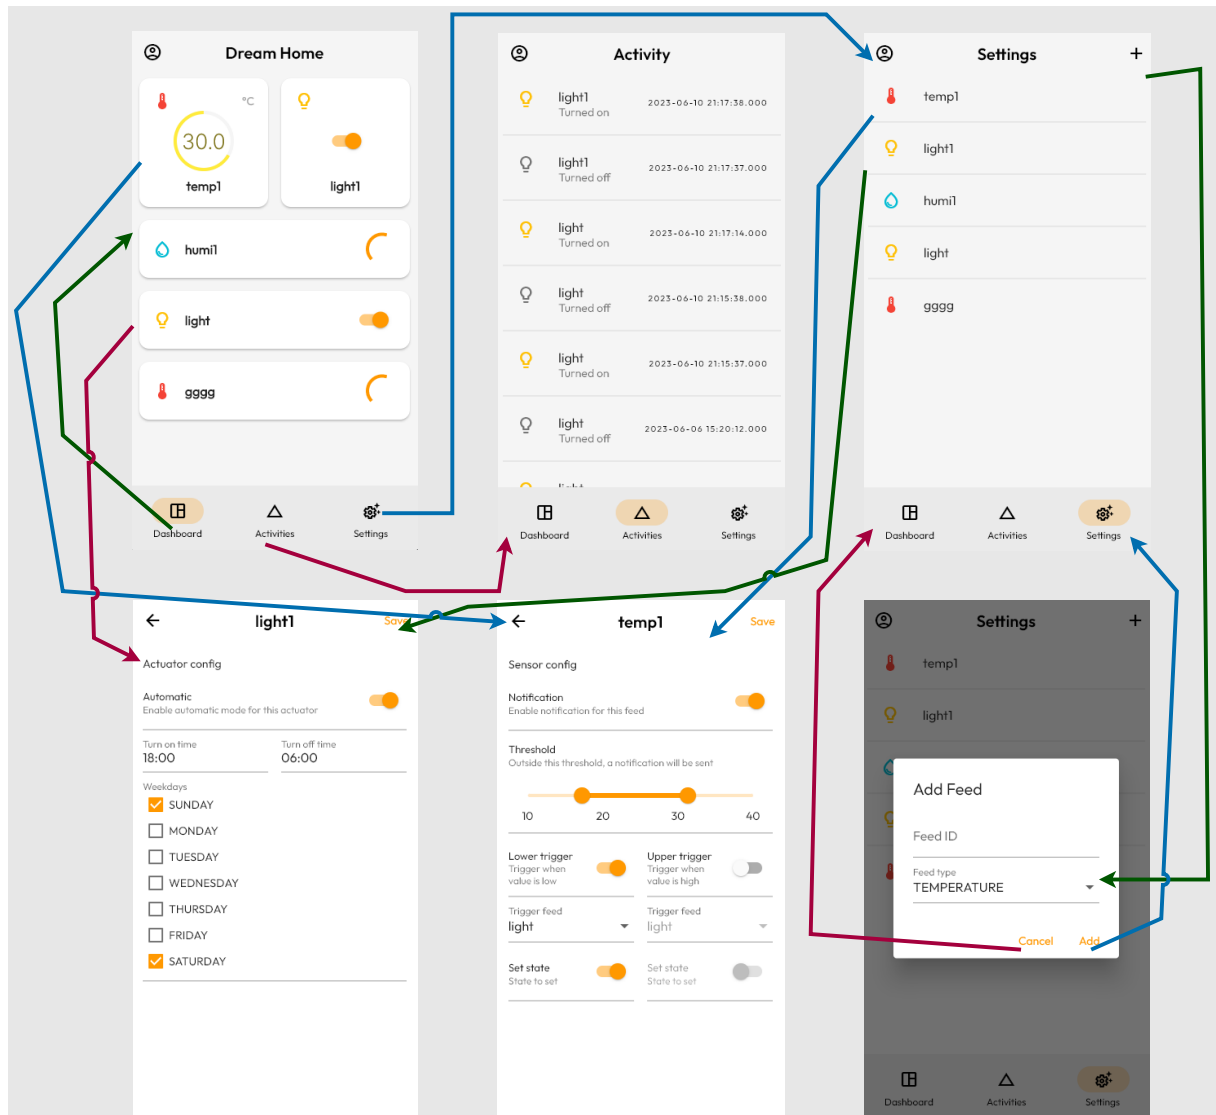 Dream Home
°C
30.0
temp1
light1
humi1
light
gggg
Dashboard
Activities
Settings
Activity
light1
Turned on
2023-06-10 21:17:38.000
light1
Turned off
2023-06-10 21:17:37.000
light
Turned on
2023-06-10 21:17:14.000
light
Turned off
2023-06-10 21:15:38.000
light
Turned on
2023-06-10 21:15:37.000
light
Turned off
2023-06-06 15:20:12.000
light
Dashboard
Activities
Settings
Settings
temp1
light1
humi1
light
gggg
Dashboard
Activities
Settings
light1
Save
Actuator config
Automatic
Enable automatic mode for this actuator
Turn on time
18:00
Turn off time
06:00
Weekdays
SUNDAY
MONDAY
TUESDAY
WEDNESDAY
THURSDAY
FRIDAY
SATURDAY
temp1
Save
Sensor config
Notification
Enable notification for this feed
Threshold
Outside this threshold, a notification will be sent
10 20 30 40
Lower trigger
Trigger when
value is low
Upper trigger
Trigger when
value is high
Trigger feed
light
Trigger feed
light
Set state
State to set
Set state
State to set
Settings
temp1
light1
Add Feed
Feed ID
Feed type
TEMPERATURE
Cancel
Add
Dashboard
Activities
Settings